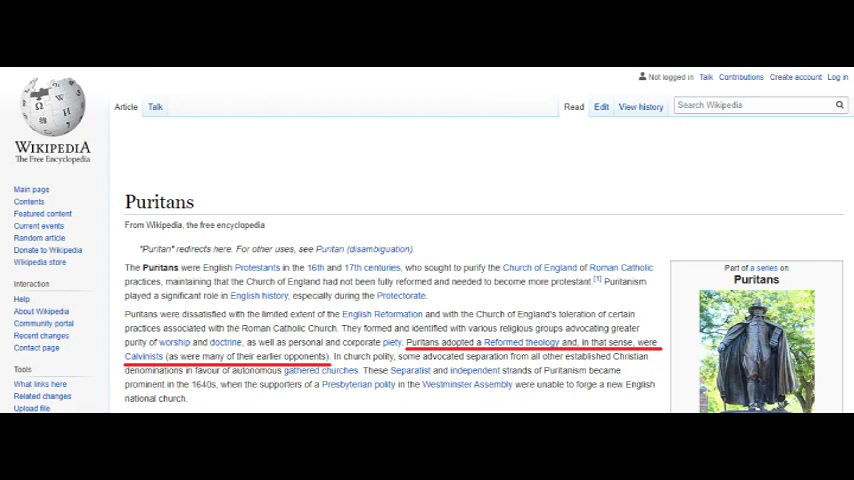 Not logged in Talk Contributions Create account Log in
Article Talk
Read Edit View history Search Wikipedia
WIKIPEDIA
The Free Encyclopedia
Main page
Contents
Featured content
Current events
Random article
Donate to Wikipedia
Wikipedia store
Interaction
Help
About Wikipedia
Community portal
Recent changes
Contact page
Tools
What links here
Related changes
Upload file
Puritans
From Wikipedia, the free encyclopedia
"Puritan" redirects here. For other uses, see Puritan (disambiguation).
The Puritans were English Protestants in the 16th and 17th centuries, who sought to purify the Church of England of Roman Catholic
practices, maintaining that the Church of England had not been fully reformed and needed to become more protestant.[1] Puritanism
played a significant role in English history, especially during the Protectorate.
Puritans were dissatisfied with the limited extent of the English Reformation and with the Church of England's toleration of certain
practices associated with the Roman Catholic Church. They formed and identified with various religious groups advocating greater
purity of worship and doctrine, as well as personal and corporate piety. Puritans adopted a Reformed theology and, in that sense, were
Calvinists (as were many of their earlier opponents). In church polity, some advocated separation from all other established Christian
denominations in favour of autonomous gathered churches. These Separatist and independent strands of Puritanism became
prominent in the 1640s, when the supporters of a Presbyterian polity in the Westminster Assembly were unable to forge a new English
national church.
Part of a series on
Puritans